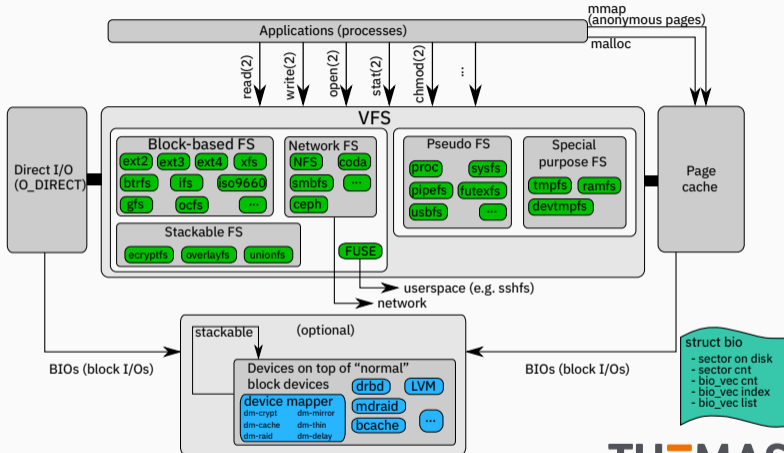 mmap
(anonymous pages)
malloc
Applications (processes)
read(2)
write(2)
open(2)
stat(2)
chmod(2)
...
VFS
Direct I/O
(O_DIRECT)
Block-based FS
ext2 ext3 ext4 xfs
btrfs ifs iso9660
gfs ocfs ...
Network FS
NFS coda
smbfs ...
ceph
Pseudo FS
proc sysfs
pipefs futexfs
usbfs ...
Special
purpose FS
tmpfs ramfs
devtmpfs
Page
cache
Stackable FS
ecryptfs overlayfs unionfs
FUSE
userspace (e.g. sshfs)
network
stackable
(optional)
BIOs (block I/Os)
BIOs (block I/Os)
Devices on top of “normal”
block devices
drbd LVM
device mapper
dm-crypt dm-mirror
dm-cache dm-thin
dm-raid dm-delay
mdraid
bcache
...
struct bio
- sector on disk
- sector cnt
- bio_vec cnt
- bio_vec index
- bio_vec list